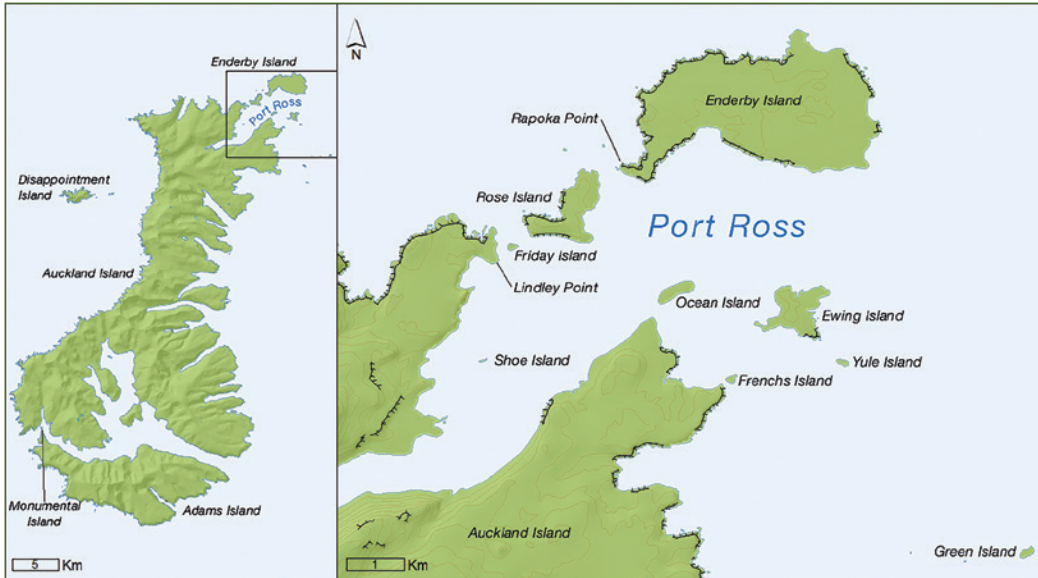 Enderby Island
Port Ross
Disappointment
Island
Auckland Island
Monumental
Island
Adams Island
5 Km
N
Enderby Island
Rapoka Point
Rose Island
Port Ross
Friday Island
Lindley Point
Ocean Island
Ewing Island
Shoe Island
Yule Island
Frenchs Island
Auckland Island
Green Island
1 Km